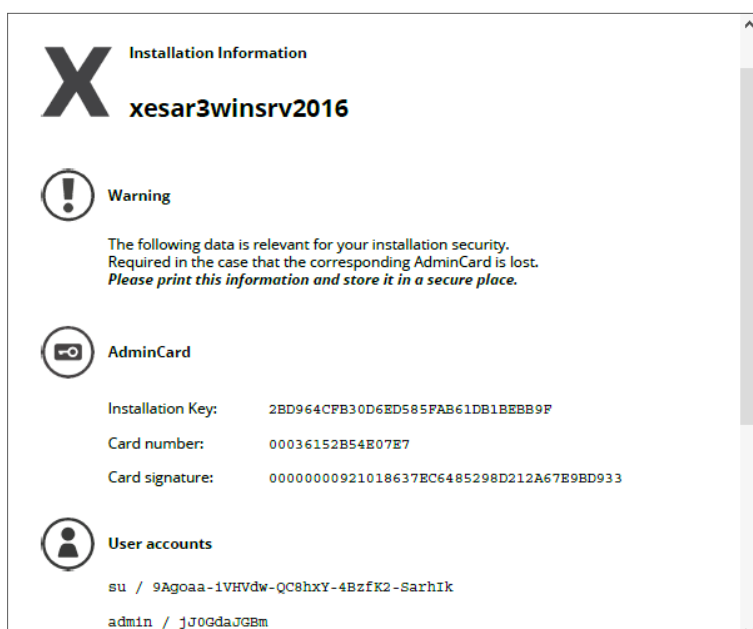 X
Installation Information
xesar3winsrv2016
Warning
The following data is relevant for your installation security.
Required in the case that the corresponding AdminCard is lost.
Please print this information and store it in a secure place.
AdminCard
Installation Key: 2BD964CFB30D6ED585FAB61DB1BEBB9F
Card number: 00036152B54E07E7
Card signature: 00000000921018637EC6485298D212A67E9BD933
User accounts
su / 9Agoaa-1VHVdw-QC8hxY-4BzfK2-SarhIk
admin / jJ0GdaJGBm